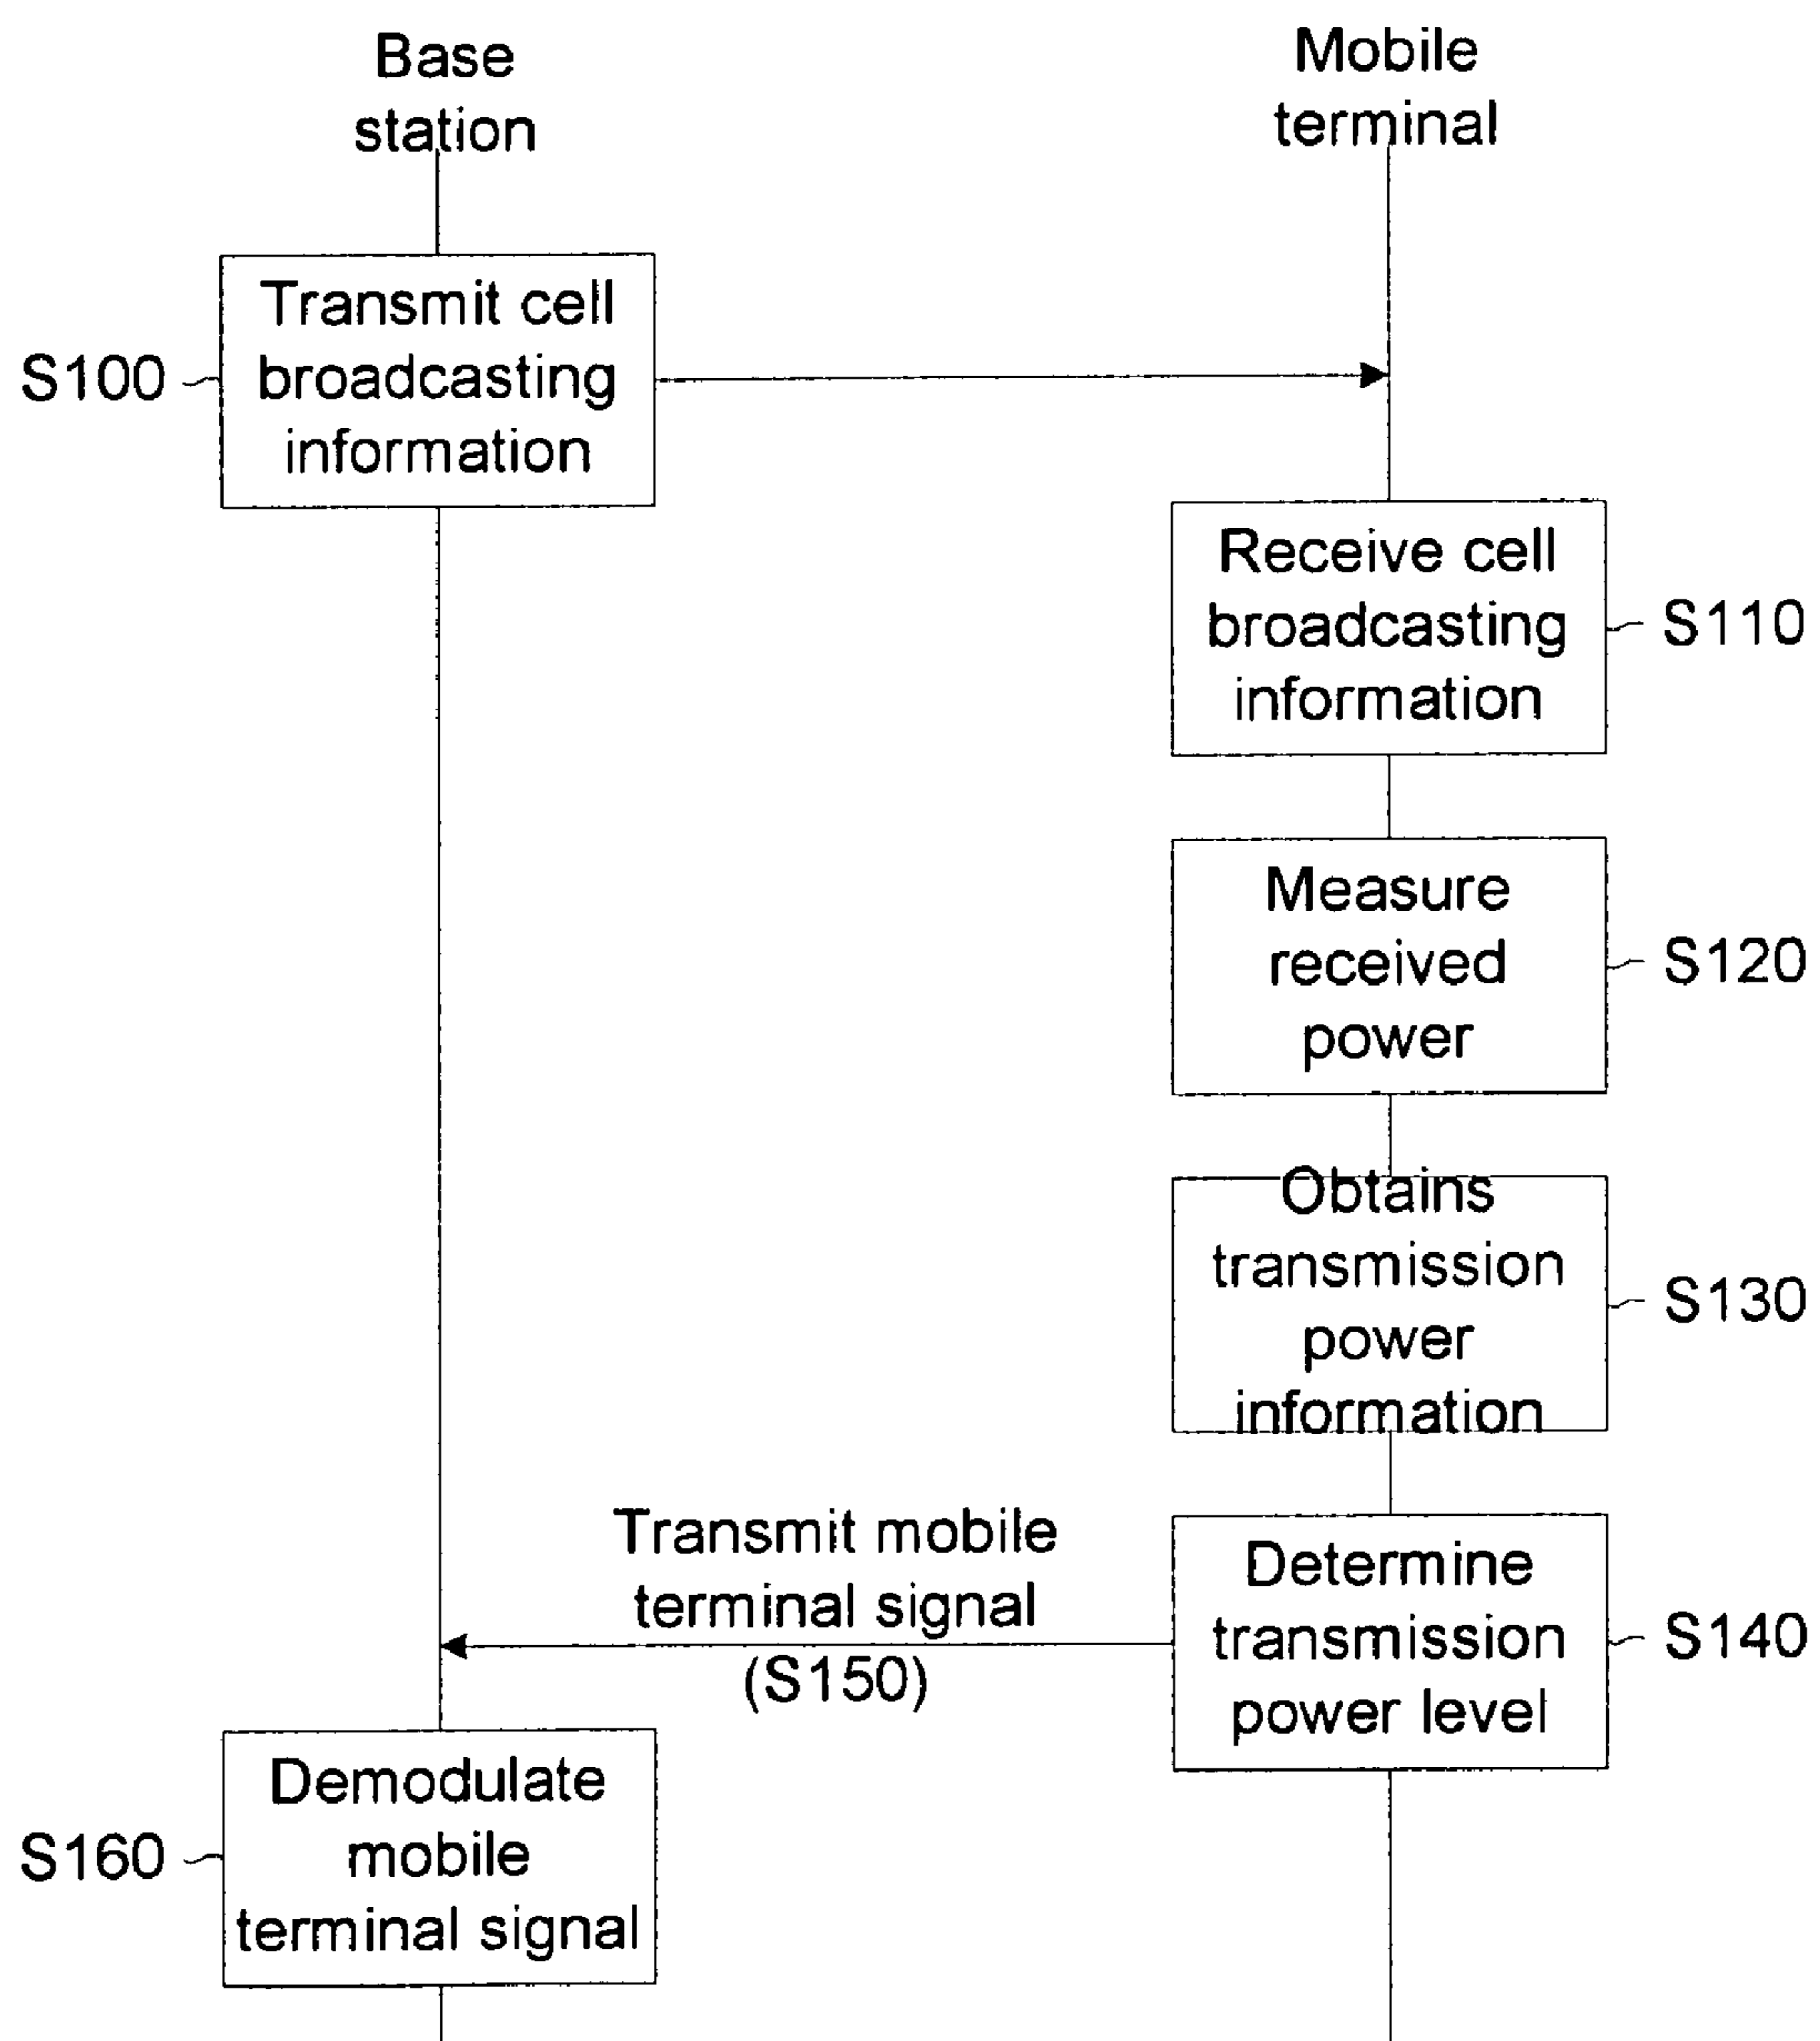 Base
station
Mobile
terminal
Transmit cell
broadcasting
information
S100
Receive cell
broadcasting
information
S110
Measure
received
power
S120
Obtains
transmission
power
information
S130
Transmit mobile
terminal signal
(S150)
Determine
transmission
power level
S140
Demodulate
mobile
terminal signal
S160